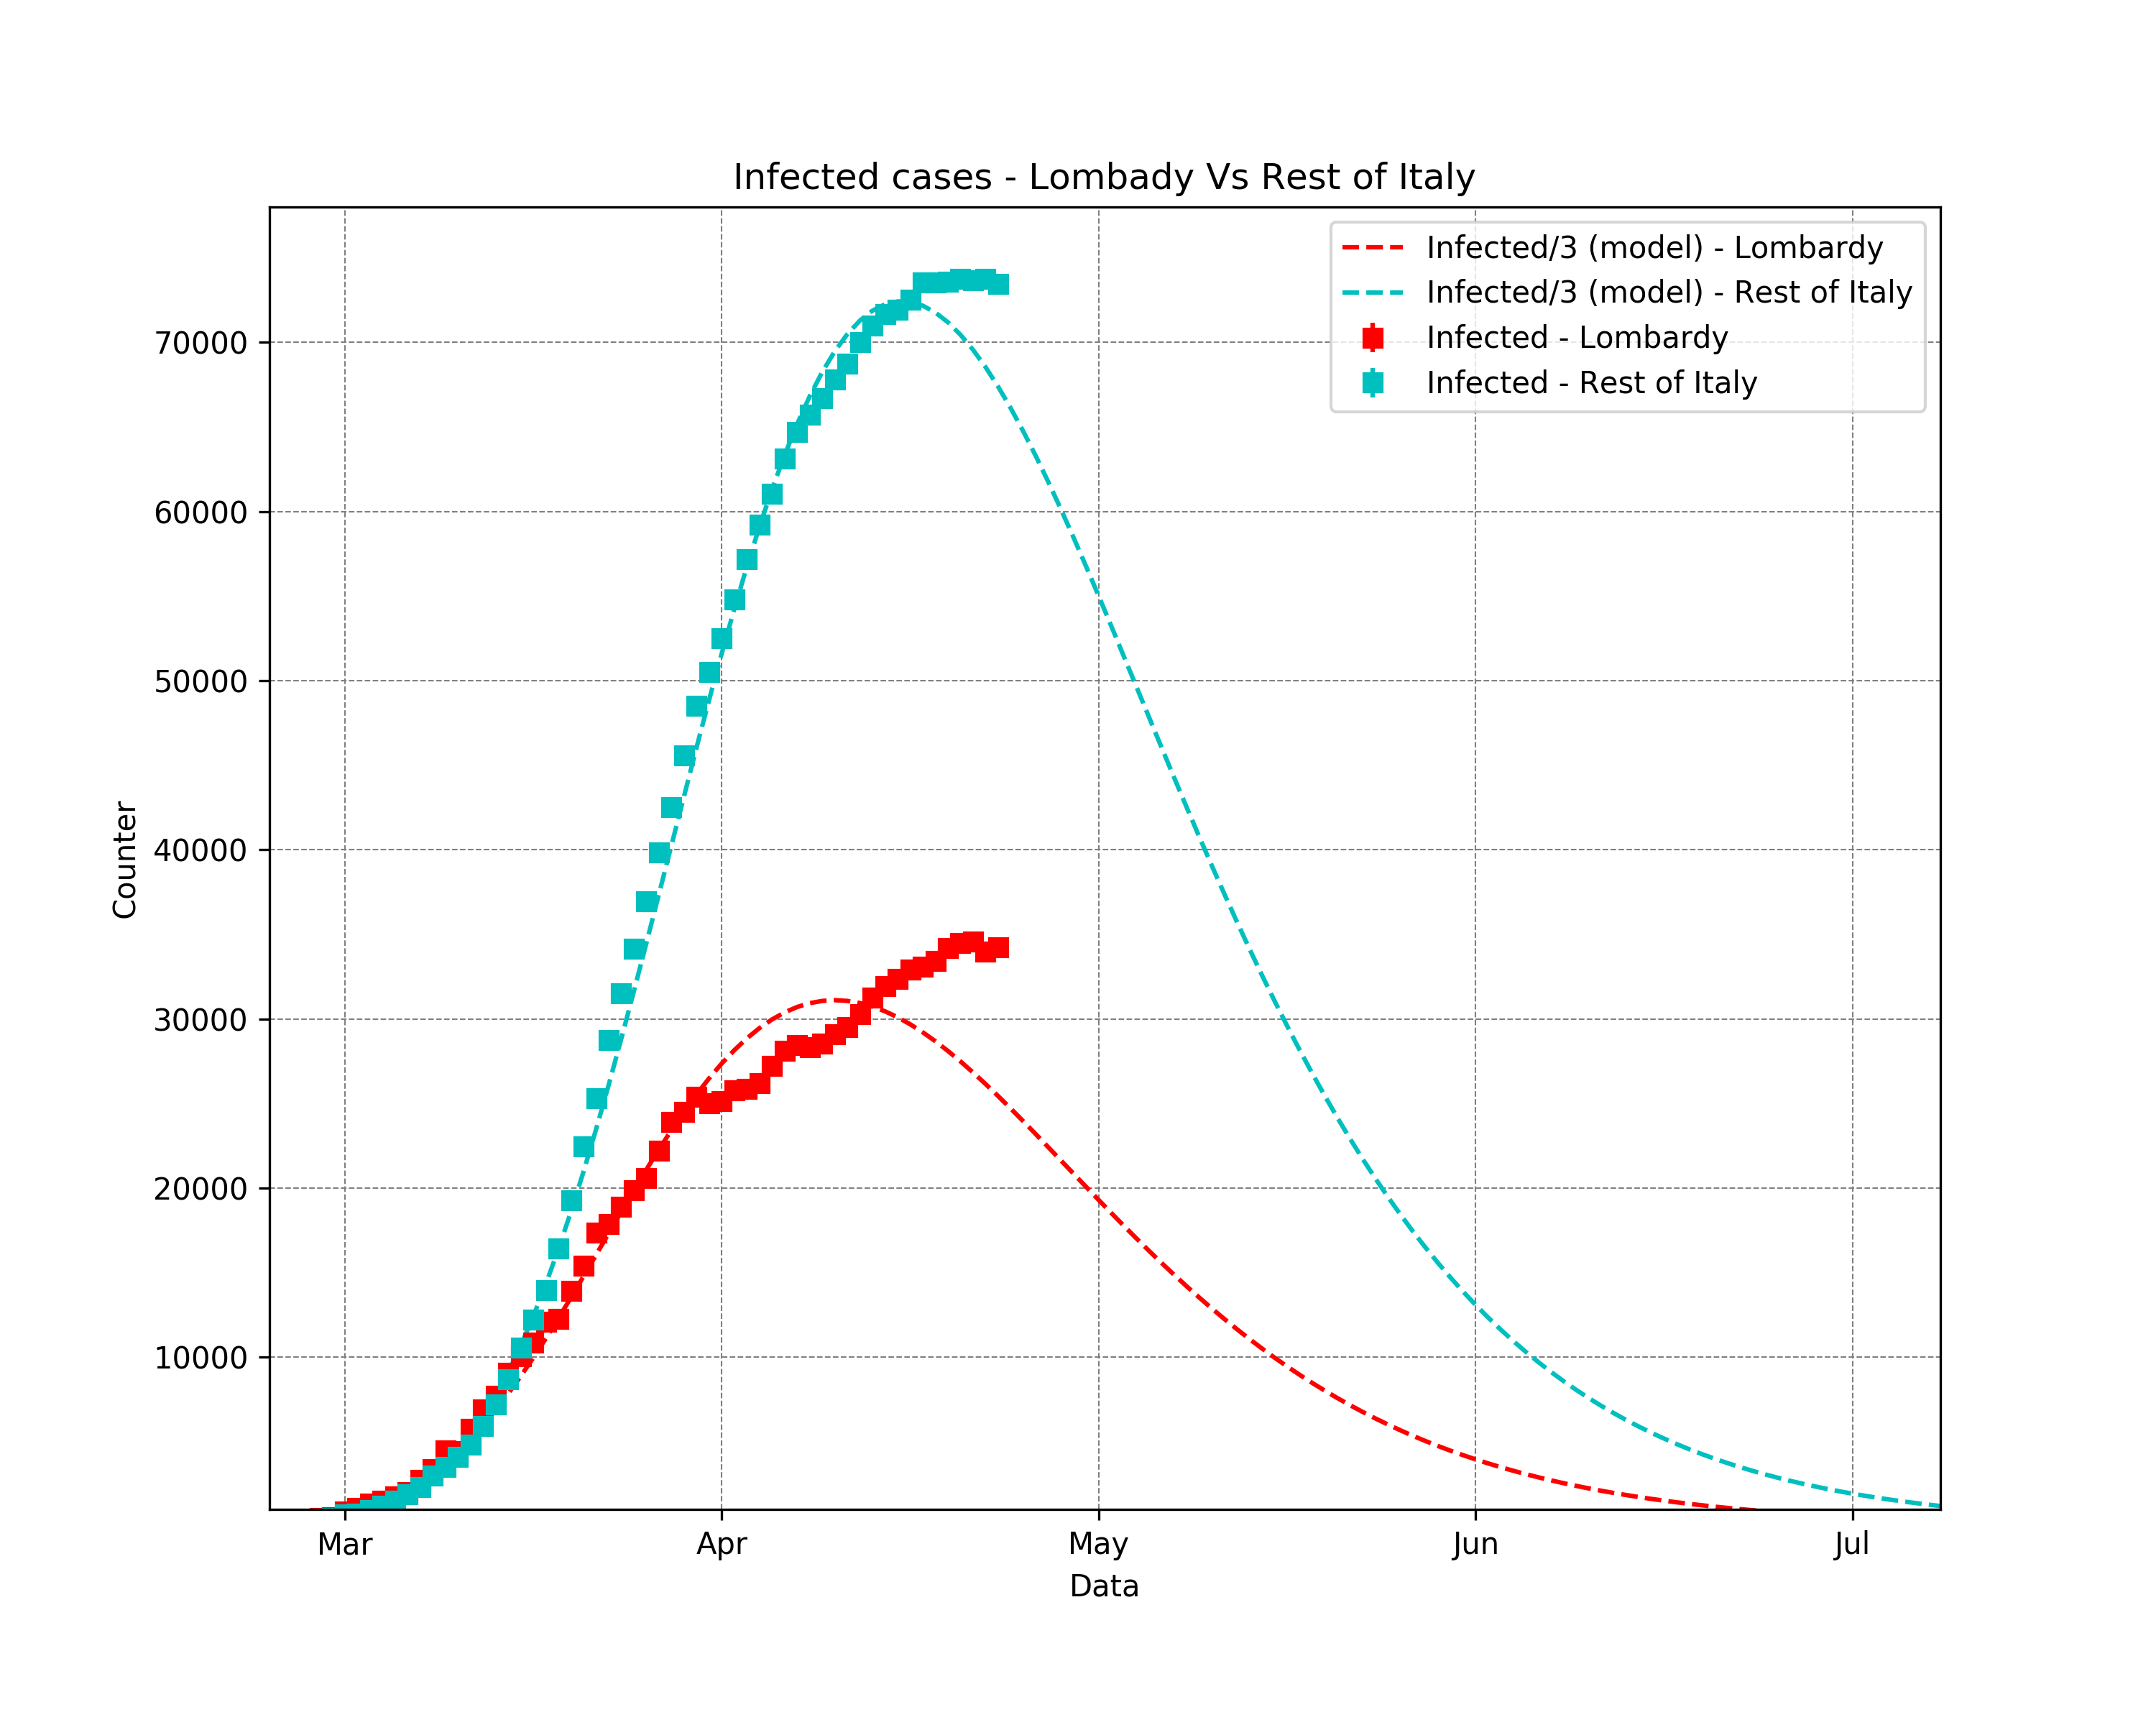 Infected cases - Lombady Vs Rest of Italy
Infected/3 (model) - Lombardy
Infected/3 (model) - Rest of Italy
Infected - Lombardy
Infected - Rest of Italy
Counter
70000
60000
50000
40000
30000
20000
10000
Mar
Apr
May
Jun
Jul
Data